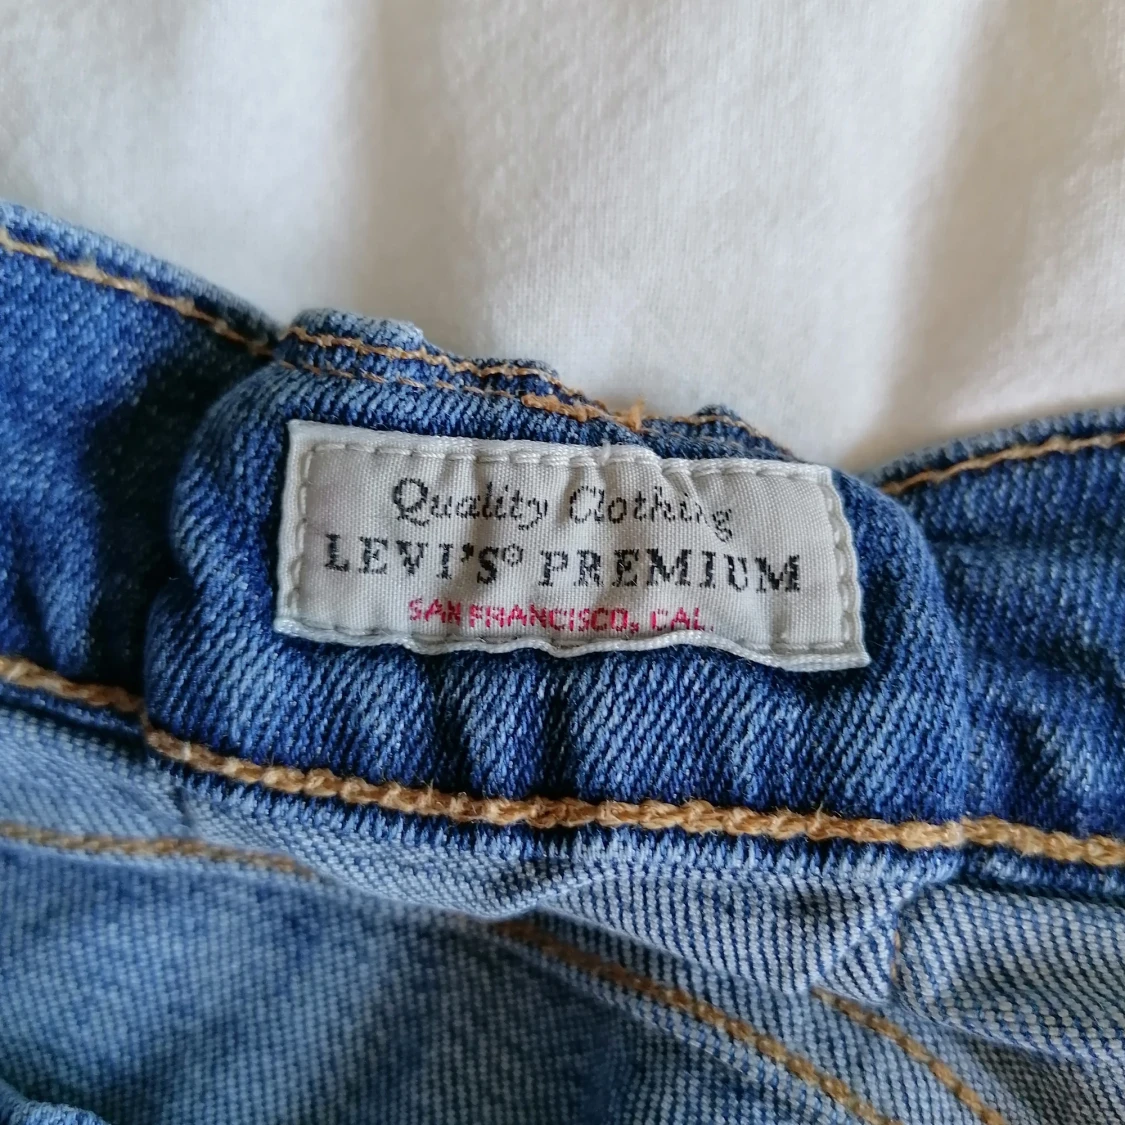 Quality Clothing
LEVI'S® PREMIUM
SAN FRANCISCO, CAL.